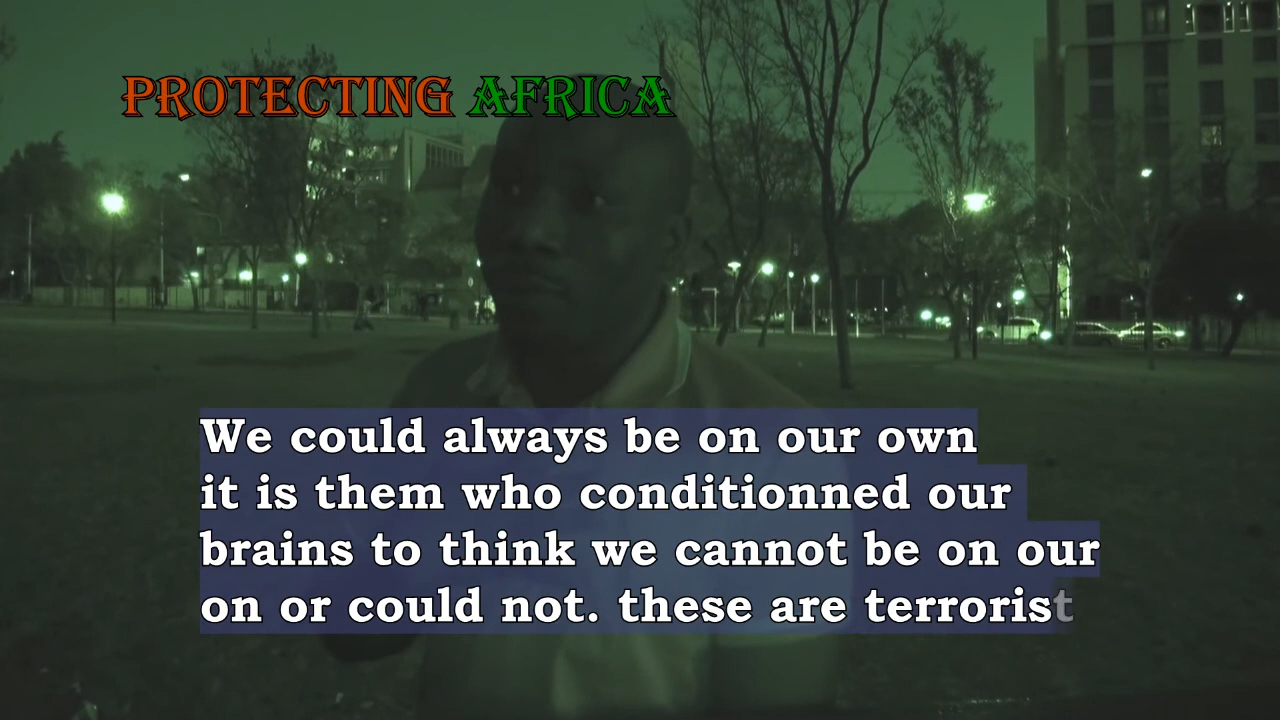 PROTECTING AFRICA
We could always be on our own
it is them who conditionned our
brains to think we cannot be on our
on or could not. these are terrorist